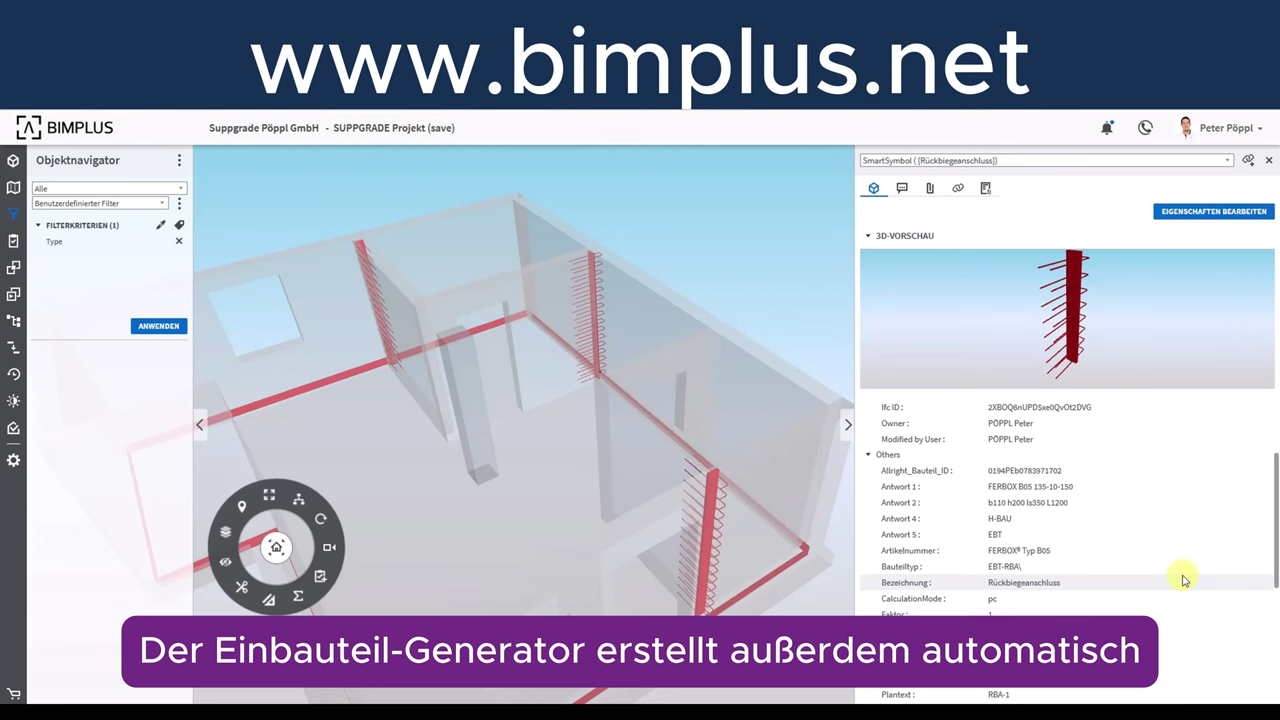 www.bimplus.net
BIMPLUS
Suppgrade Pöppl GmbH - SUPPGRADE Projekt (save)
Peter Pöppl
Objektnavigator
Alle
Benutzerdefinierter Filter
FILTERKRITERIEN (1)
Type
ANWENDEN
SmartSymbol ( [Rückbiegeanschluss])
EIGENSCHAFTEN BEARBEITEN
3D-VORSCHAU
Ifc ID : 2XBOQ6nUPD$xe0QvOt2DVG
Owner : PÖPPL Peter
Modified by User : PÖPPL Peter
Others
Allright_Bauteil_ID : 0194PEb0783971702
Antwort 1 : FERBOX B05 135-10-150
Antwort 2 : b110 h200 ls350 L1200
Antwort 4 : H-BAU
Antwort 5 : EBT
Artikelnummer : FERBOX® Typ B05
Bauteiltyp : EBT-RBA\
Bezeichnung : Rückbiegeanschluss
CalculationMode : pc
Faktor : 1
Der Einbauteil-Generator erstellt außerdem automatisch
Plantext : RBA-1